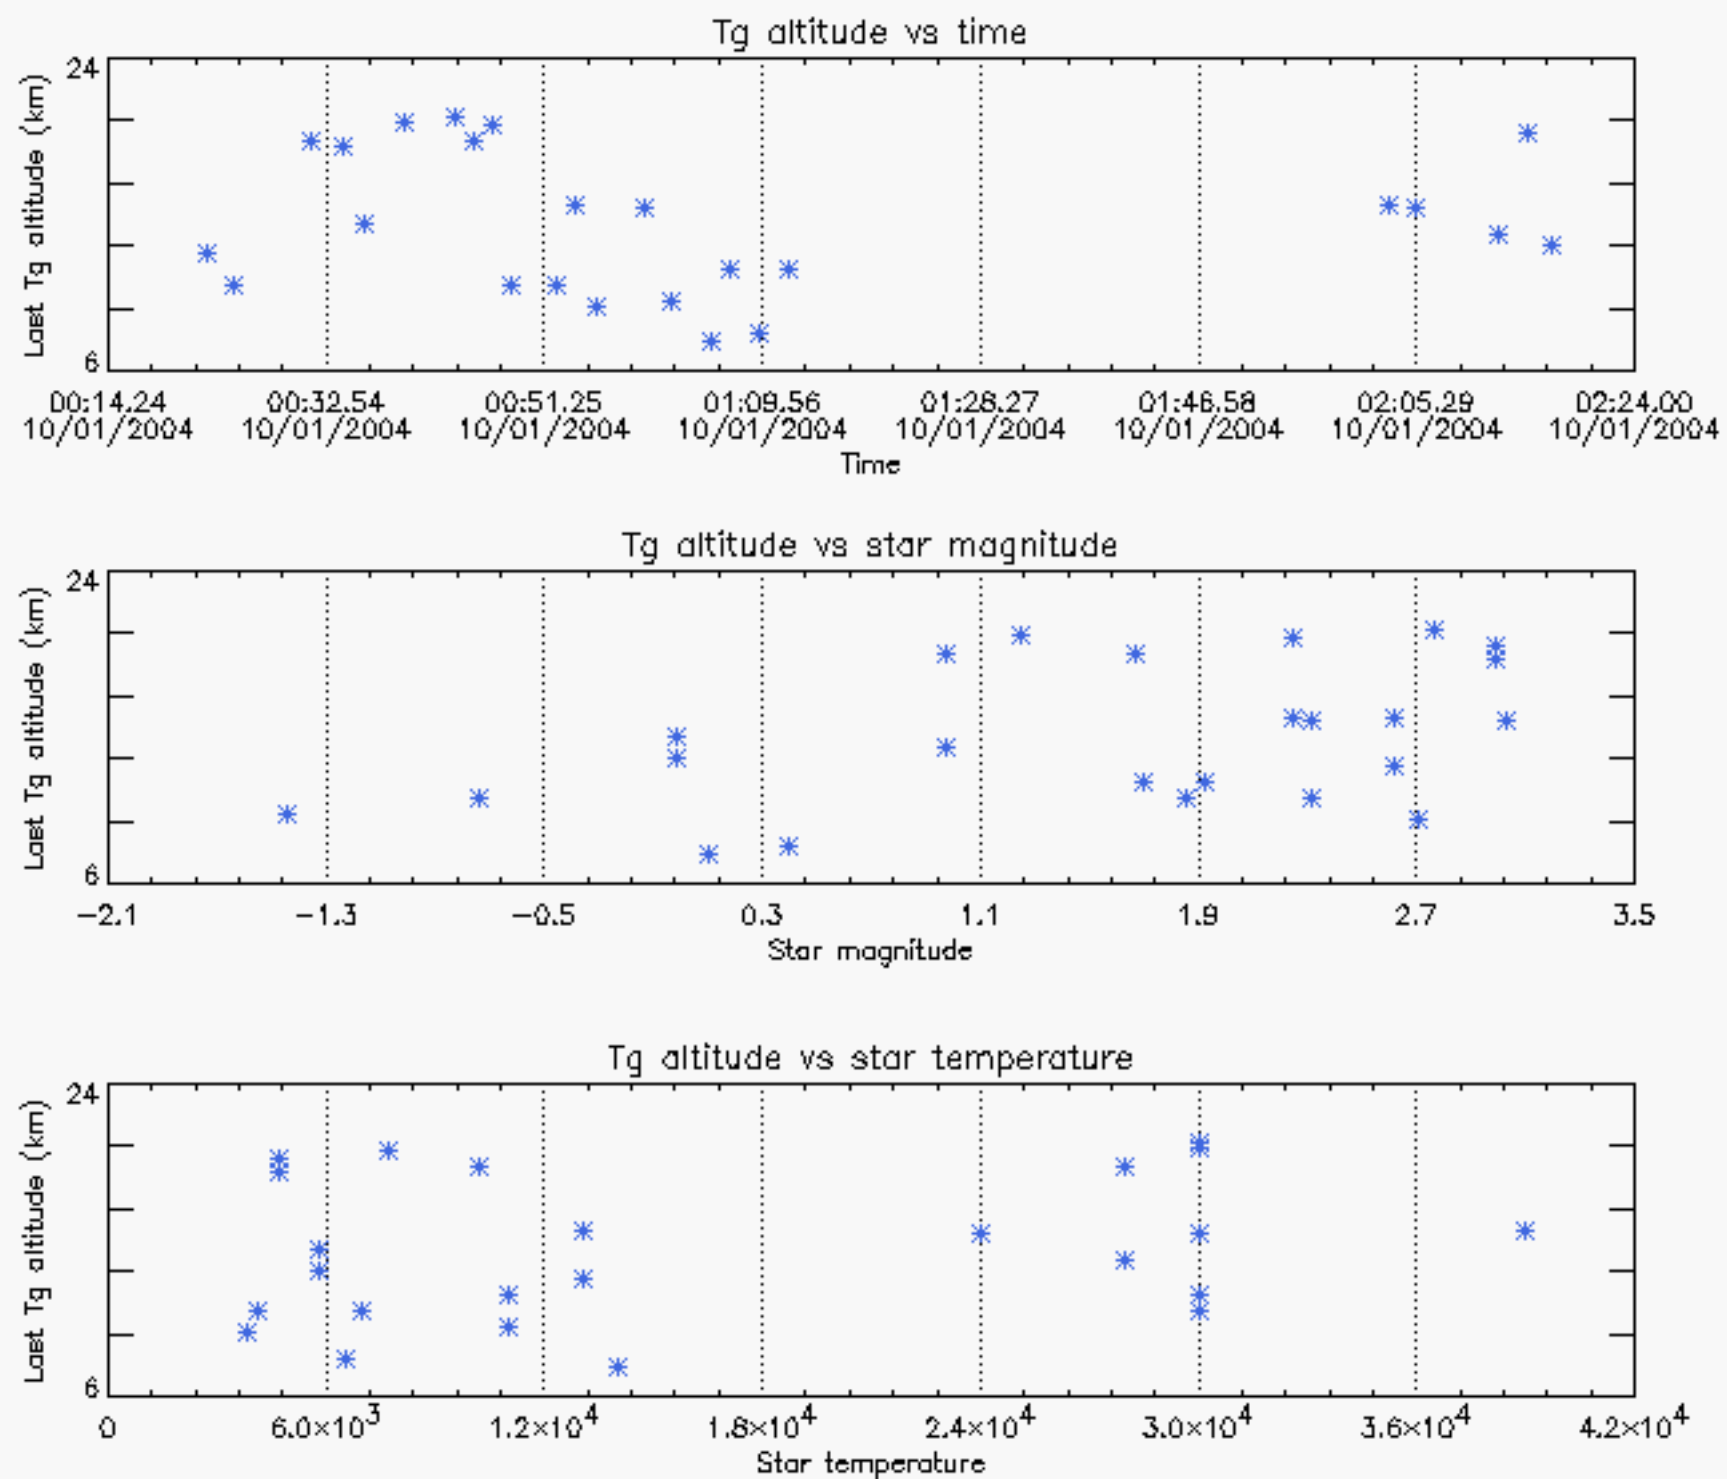 Tg altitude vs time
24
Last Tg altitude (km)
6
00:14.24 00:32.54 00:51.25 01:09.56 01:28.27 01:46.58 02:05.29 02:24.00
10/01/2004 10/01/2004 10/01/2004 10/01/2004 10/01/2004 10/01/2004 10/01/2004 10/01/2004
Time
Tg altitude vs star magnitude
24
Last Tg altitude (km)
6
−2.1 −1.3 −0.5 0.3 1.1 1.9 2.7 3.5
Star magnitude
Tg altitude vs star temperature
24
Last Tg altitude (km)
6
0 6.0×10³ 1.2×10⁴ 1.8×10⁴ 2.4×10⁴ 3.0×10⁴ 3.6×10⁴ 4.2×10⁴
Star temperature